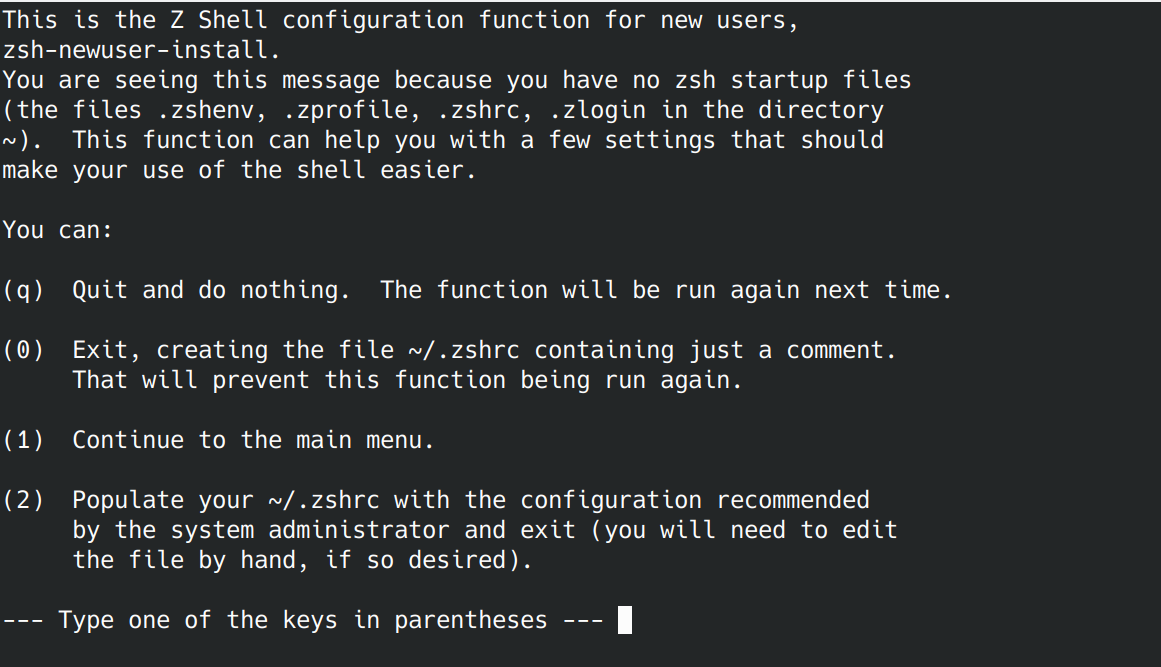 This is the Z Shell configuration function for new users,
zsh-newuser-install.
You are seeing this message because you have no zsh startup files
(the files .zshenv, .zprofile, .zshrc, .zlogin in the directory
~).  This function can help you with a few settings that should
make your use of the shell easier.

You can:

(q)  Quit and do nothing.  The function will be run again next time.

(0)  Exit, creating the file ~/.zshrc containing just a comment.
     That will prevent this function being run again.

(1)  Continue to the main menu.

(2)  Populate your ~/.zshrc with the configuration recommended
     by the system administrator and exit (you will need to edit
     the file by hand, if so desired).

--- Type one of the keys in parentheses ---